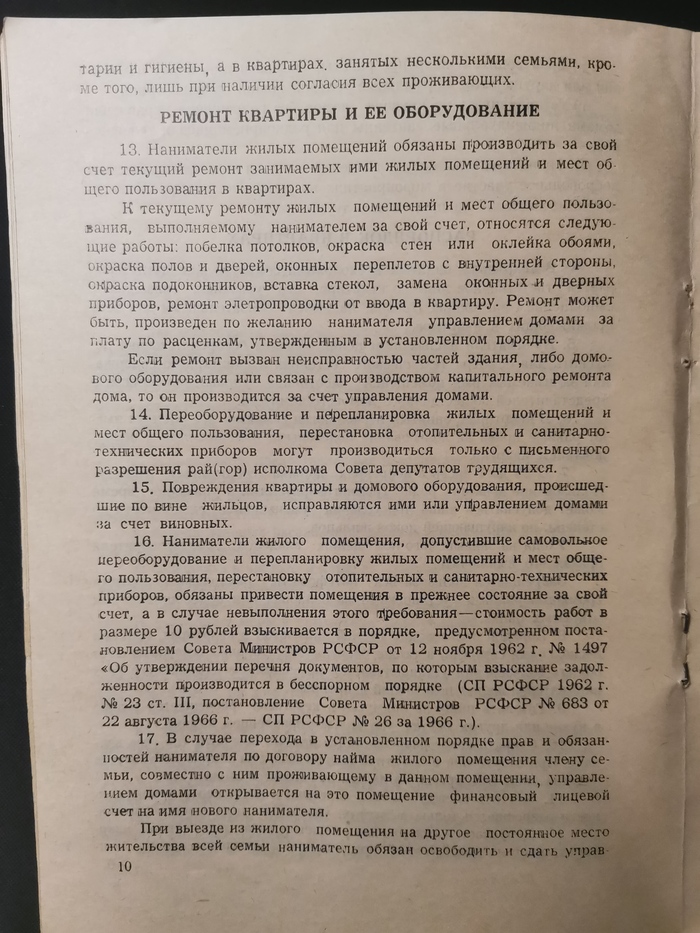 тарии и гигиены, а в квартирах. занятых несколькими семьями, кро-
ме того, лишь при наличии согласия всех проживающих.
РЕМОНТ КВАРТИРЫ И ЕЕ ОБОРУДОВАНИЕ
13. Наниматели жилых помещений обязаны производить за свой
счет текущий ремонт занимаемых ими жилых помещений и мест об-
щего пользования в квартирах.
К текущему ремонту жилых помещений и мест общего пользо-
вания, выполняемому нанимателем за свой счет, относятся следую-
щие работы: побелка потолков, окраска стен или оклейка обоями,
окраска полов и дверей, оконных переплетов с внутренней стороны,
окраска подоконников, вставка стекол, замена оконных и дверных
приборов, ремонт элетропроводки от ввода в квартиру. Ремонт может
быть, произведен по желанию нанимателя управлением домами за
плату по расценкам, утвержденным в установленном порядке.
Если ремонт вызван неисправностью частей здания, либо домо-
вого оборудования или связан с производством капитального ремонта
дома, то он производится за счет управления домами.
14. Переоборудование и перепланировка жилых помещений и
мест общего пользования, перестановка отопительных и санитарно-
технических приборов могут производиться только с письменного
разрешения рай(гор) исполкома Совета депутатов трудящихся.
15. Повреждения квартиры и домового оборудования, происшед-
шие по вине жильцов, исправляются ими или управлением домами
за счет виновных.
16. Наниматели жилого помещения, допустившие самовольное
переоборудование и перепланировку жилых помещений и мест обще-
го пользования, перестановку отопительных и санитарно-технических
приборов, обязаны привести помещения в прежнее состояние за свой
счет, а в случае невыполнения этого требования—стоимость работ в
размере 10 рублей взыскивается в порядке, предусмотренном поста-
новлением Совета Министров РСФСР от 12 ноября 1962 г. № 1497
«Об утверждении перечня документов, по которым взыскание задол-
женности производится в бесспорном порядке (СП РСФСР 1962 г.
№ 23 ст. III, постановление Совета Министров РСФСР № 683 от
22 августа 1966 г. — СП РСФСР № 26 за 1966 г.).
17. В случае перехода в установленном порядке прав и обязан-
ностей нанимателя по договору найма жилого помещения члену се-
мьи, совместно с ним проживающему в данном помещении, управле-
нием домами открывается на это помещение финансовый лицевой
счет на имя нового нанимателя.
При выезде из жилого помещения на другое постоянное место
жительства всей семьи наниматель обязан освободить и сдать управ-
10